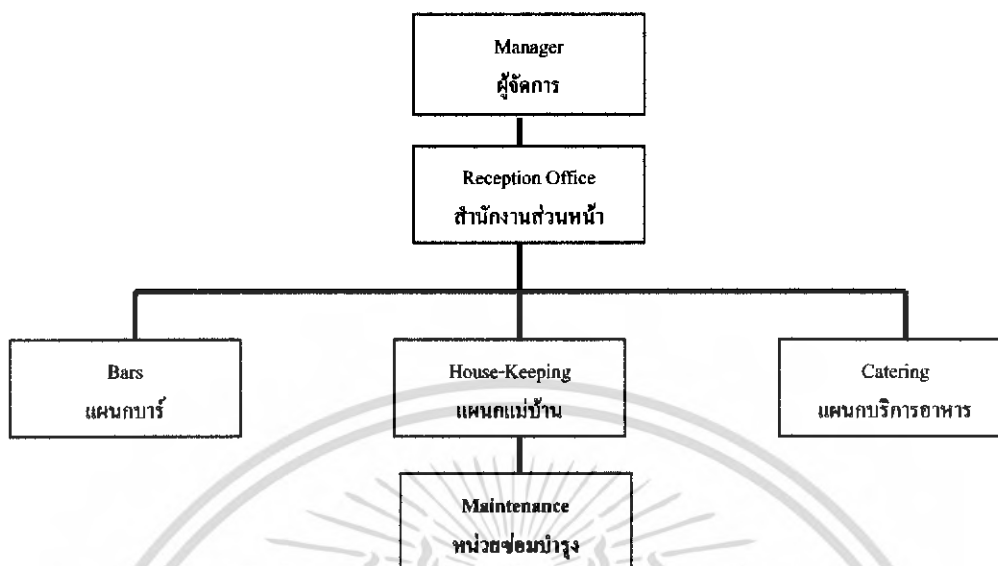 Manager
ผู้จัดการ
Reception Office
สำนักงานส่วนหน้า
Bars
แผนกบาร์
House-Keeping
แผนกแม่บ้าน
Catering
แผนกบริการอาหาร
Maintenance
หน่วยซ่อมบำรุง